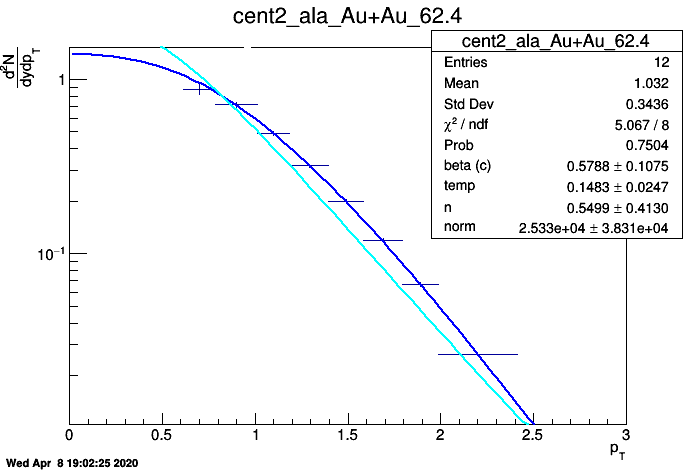 cent2_ala_Au+Au_62.4
cent2_ala_Au+Au_62.4
Entries 12
Mean 1.032
Std Dev 0.3436
χ² / ndf 5.067 / 8
Prob 0.7504
beta (c) 0.5788 ± 0.1075
temp 0.1483 ± 0.0247
n 0.5499 ± 0.4130
norm 2.533e+04 ± 3.831e+04
d²N
dydp_T
1
10⁻¹
0 0.5 1 1.5 2 2.5 3
p_T
Wed Apr 8 19:02:25 2020